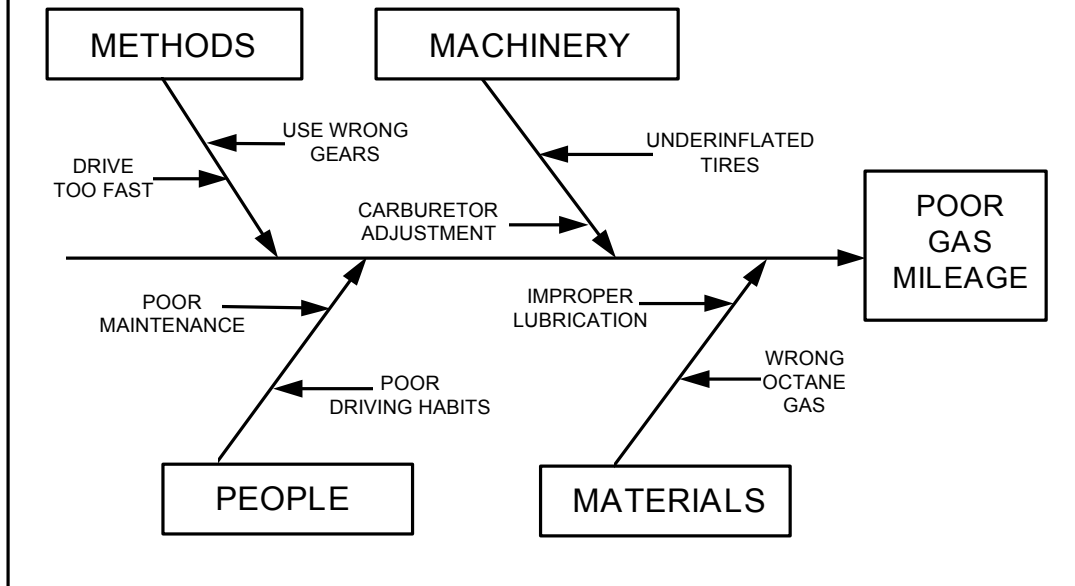 METHODS
MACHINERY
USE WRONG
GEARS
DRIVE
TOO FAST
UNDERINFLATED
TIRES
CARBURETOR
ADJUSTMENT
POOR
GAS
MILEAGE
POOR
MAINTENANCE
IMPROPER
LUBRICATION
POOR
DRIVING HABITS
WRONG
OCTANE
GAS
PEOPLE
MATERIALS